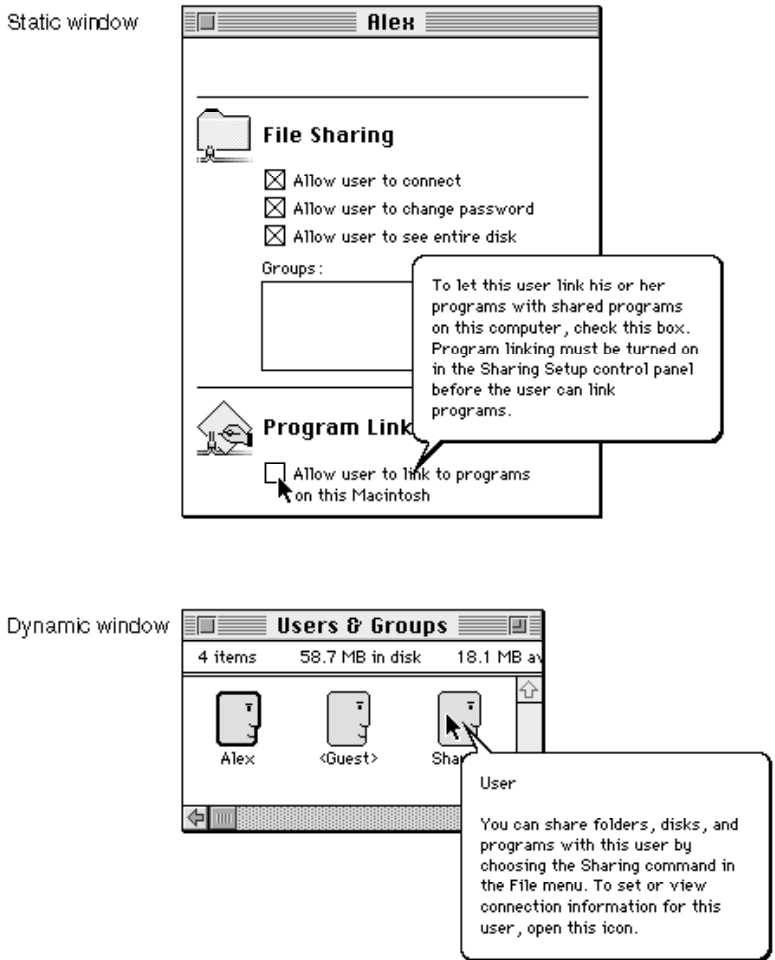 Static window
Alex
File Sharing
Allow user to connect
Allow user to change password
Allow user to see entire disk
Groups:
To let this user link his or her
programs with shared programs
on this computer, check this box.
Program linking must be turned on
in the Sharing Setup control panel
before the user can link
programs.
Program Link
Allow user to link to programs
on this Macintosh
Dynamic window
Users & Groups
4 items 58.7 MB in disk 18.1 MB av
Alex <Guest> Sha
User
You can share folders, disks, and
programs with this user by
choosing the Sharing command in
the File menu. To set or view
connection information for this
user, open this icon.